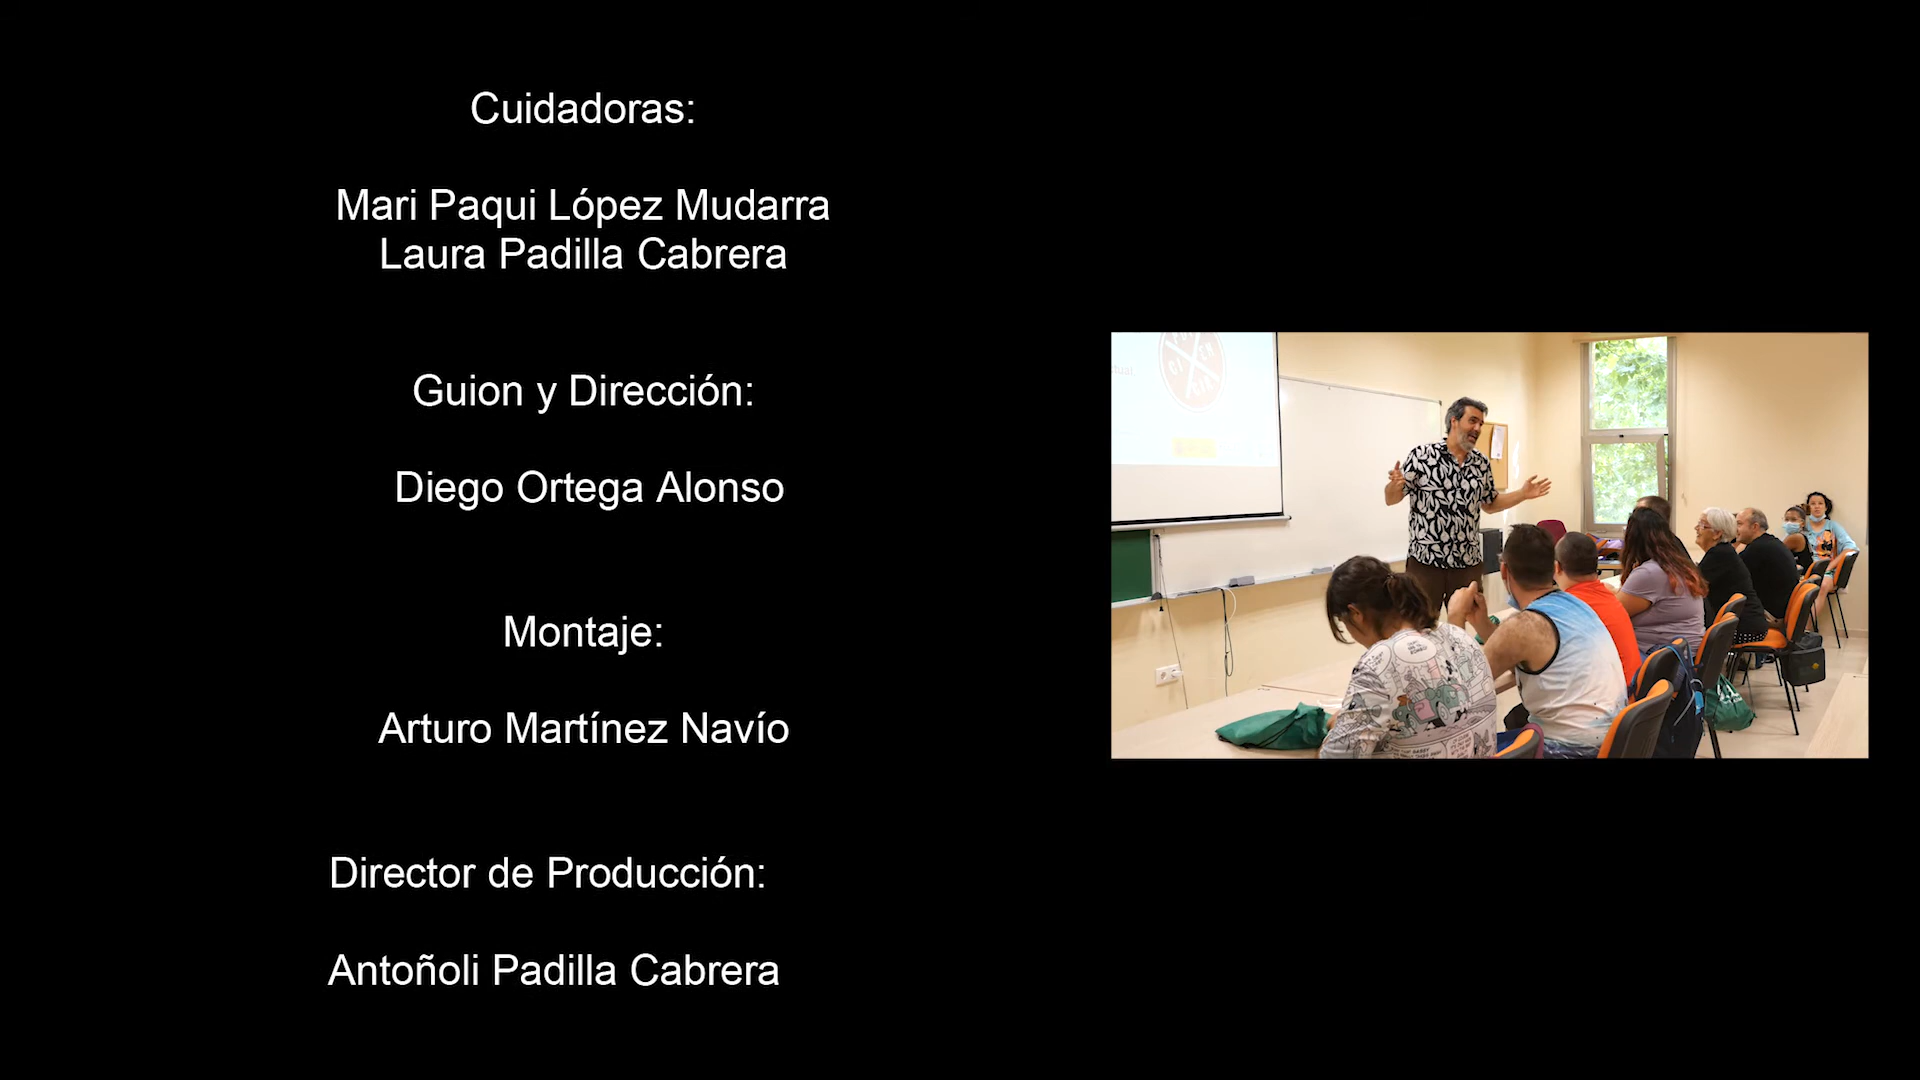 Cuidadoras:
Mari Paqui López Mudarra
Laura Padilla Cabrera
Guion y Dirección:
Diego Ortega Alonso
Montaje:
Arturo Martínez Navío
Director de Producción:
Antoñoli Padilla Cabrera